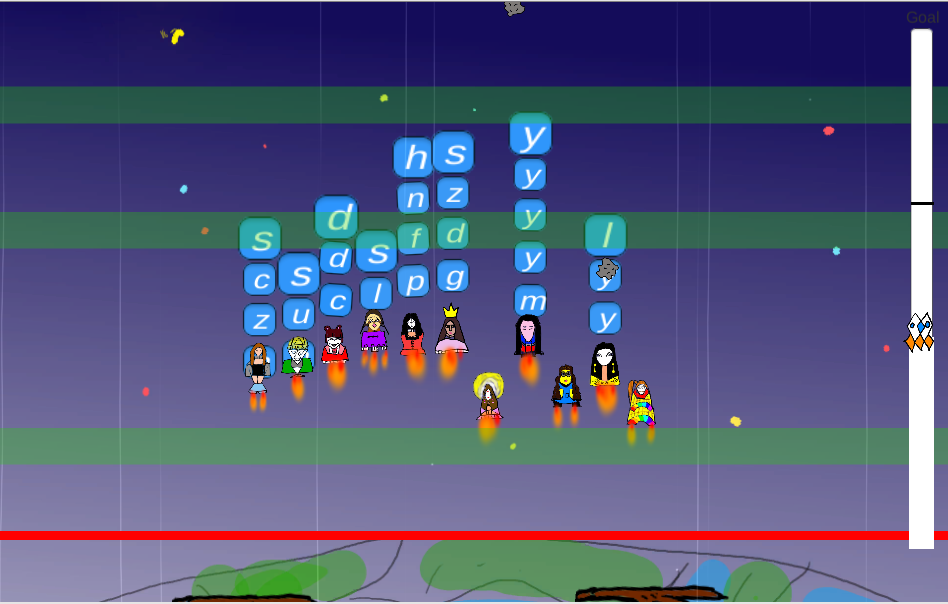 Goal
y
h s
y
n z
y
s d f d l
c s d y p g y
z u c l m y